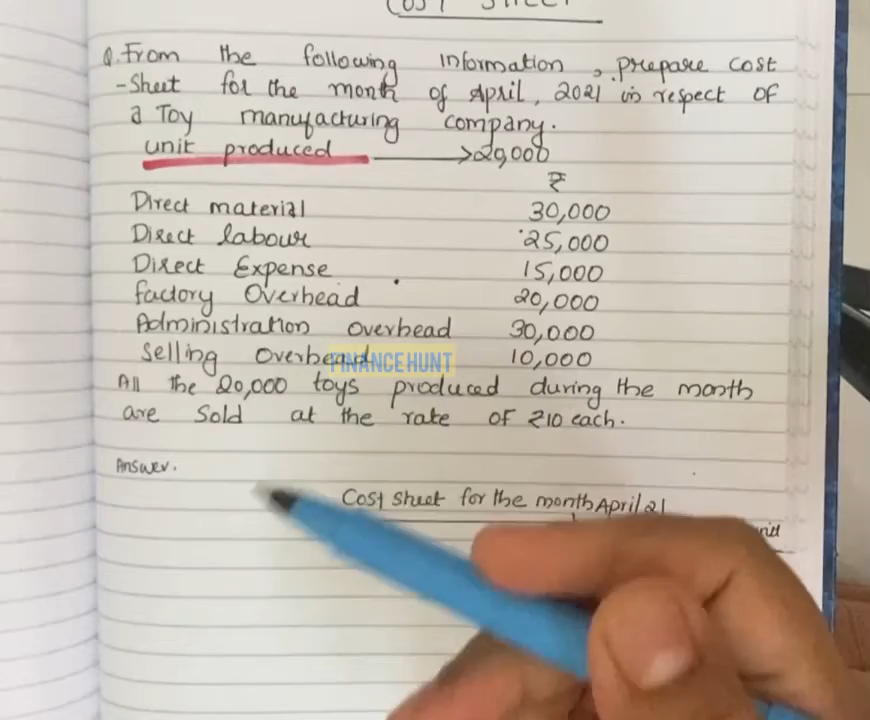 COST SHEET
Q. From the following information, prepare cost
-Sheet for the month of April, 2021 in respect of
a Toy manufacturing company.
unit produced → 20,000
₹
Direct material 30,000
Direct labour 25,000
Direct Expense 15,000
factory Overhead 20,000
Administration overhead 30,000
Selling Overhead 10,000
FINANCE HUNT
All the 20,000 toys produced during the month
are sold at the rate of ₹10 each.
Answer.
Cost sheet for the month April 21